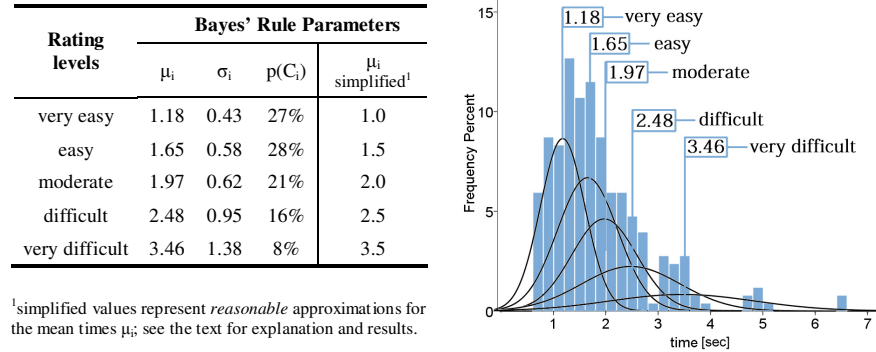 Rating levels
Bayes' Rule Parameters
μi σi p(Ci) μi simplified1
very easy 1.18 0.43 27% 1.0
easy 1.65 0.58 28% 1.5
moderate 1.97 0.62 21% 2.0
difficult 2.48 0.95 16% 2.5
very difficult 3.46 1.38 8% 3.5
1simplified values represent reasonable approximations for
the mean times μi; see the text for explanation and results.
Frequency Percent
15
10
5
0
1.18 very easy
1.65 easy
1.97 moderate
2.48 difficult
3.46 very difficult
1 2 3 4 5 6 7
time [sec]